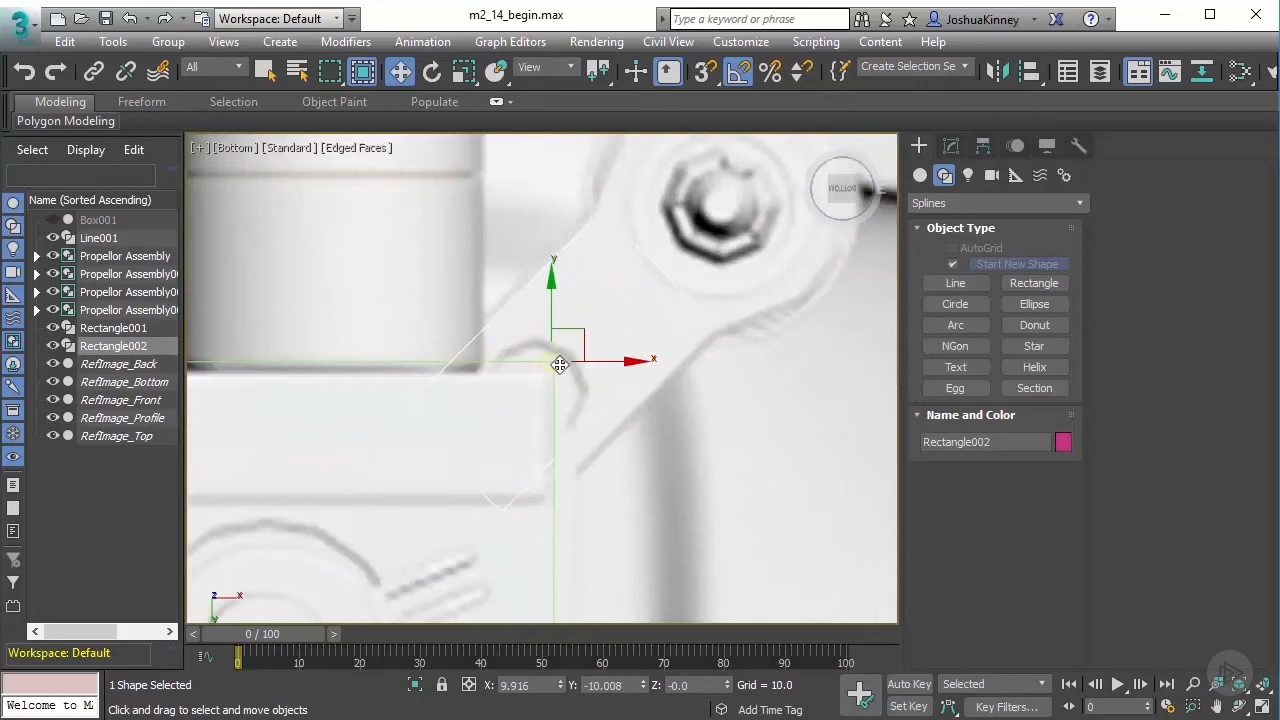 3
Workspace: Default
m2_14_begin.max
Type a keyword or phrase
JoshuaKinney
Edit
Tools
Group
Views
Create
Modifiers
Animation
Graph Editors
Rendering
Civil View
Customize
Scripting
Content
Help
All
View
3
Create Selection Se
Modeling
Freeform
Selection
Object Paint
Populate
Polygon Modeling
Select
Display
Edit
[+] [Bottom] [Standard] [Edged Faces]
Name (Sorted Ascending)
Box001
Line001
Propellor Assembly
Propellor Assembly0
Propellor Assembly0
Propellor Assembly0
Rectangle001
Rectangle002
RefImage_Back
RefImage_Bottom
RefImage_Front
RefImage_Profile
RefImage_Top
BOTTOM
y
x
z
x
y
Splines
Object Type
AutoGrid
Start New Shape
Line
Rectangle
Circle
Ellipse
Arc
Donut
NGon
Star
Text
Helix
Egg
Section
Name and Color
Rectangle002
<
0 / 100
>
Workspace: Default
0
10
20
30
40
50
60
70
80
90
100
1 Shape Selected
X: 9.916
Y: -10.008
Z: -0.0
Grid = 10.0
Auto Key
Selected
Welcome to M
Click and drag to select and move objects
Add Time Tag
Set Key
Key Filters...
0